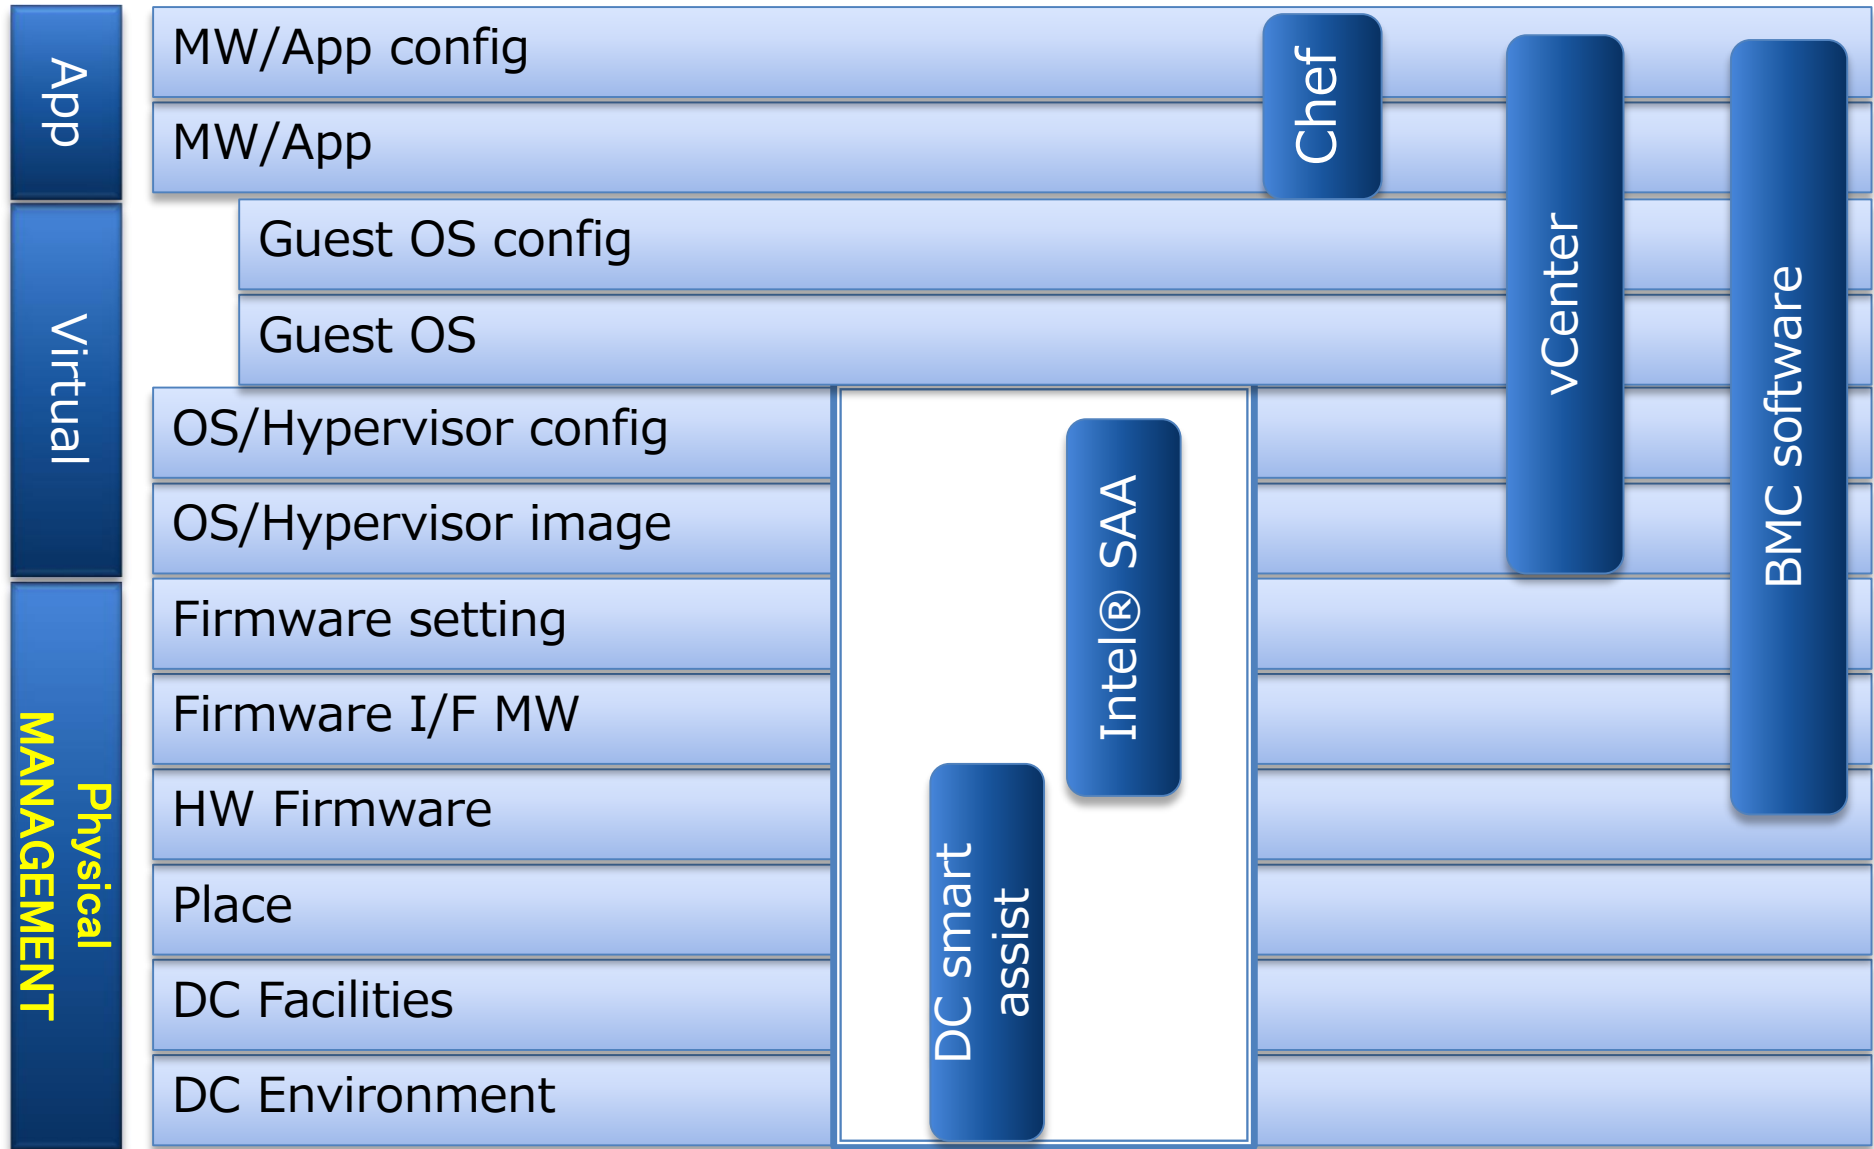 App
Virtual
Physical
MANAGEMENT
MW/App config
MW/App
Guest OS config
Guest OS
OS/Hypervisor config
OS/Hypervisor image
Firmware setting
Firmware I/F MW
HW Firmware
Place
DC Facilities
DC Environment
DC smart
assist
Intel® SAA
Chef
vCenter
BMC software